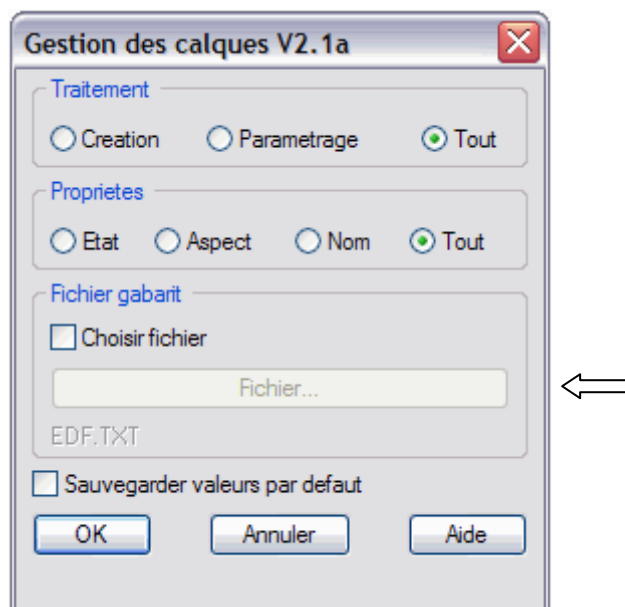 Gestion des calques V2.1a
Traitement
Creation Parametrage Tout
Proprietes
Etat Aspect Nom Tout
Fichier gabarit
Choisir fichier
Fichier...
EDF.TXT
Sauvegarder valeurs par defaut
OK Annuler Aide